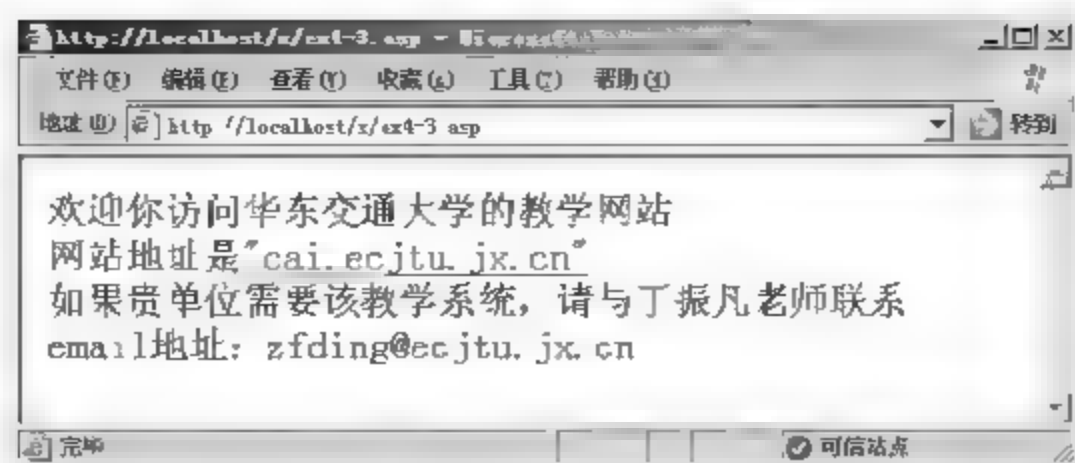 http://localhost/x/ex4-3.asp - Microsoft
文件(F) 编辑(E) 查看(V) 收藏(A) 工具(T) 帮助(H)
地址(D) http://localhost/x/ex4-3.asp 转到
欢迎你访问华东交通大学的教学网站
网站地址是"cai.ecjtu.jx.cn"
如果贵单位需要该教学系统，请与丁振凡老师联系
email地址：zfding@ecjtu.jx.cn
完毕 可信站点